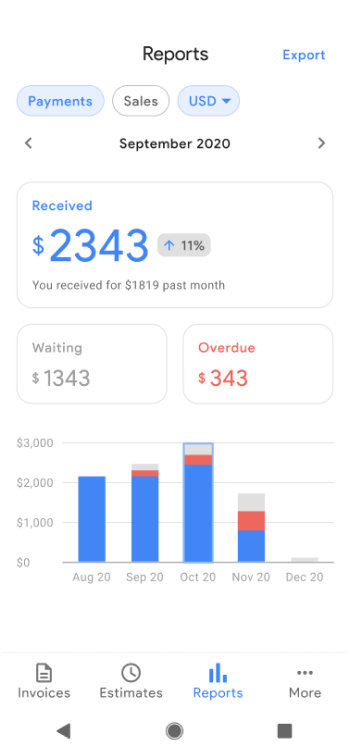 Reports Export
Payments Sales USD
September 2020
Received
$2343 11%
You received for $1819 past month
Waiting Overdue
$1343 $343
$3,000
$2,000
$1,000
$0
Aug 20 Sep 20 Oct 20 Nov 20 Dec 20
Invoices Estimates Reports More